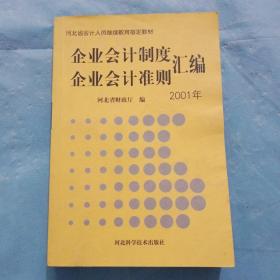 河北省会计人员继续教育指定教材
企业会计制度
企业会计准则
汇编
2001年
河北省财政厅 编
河北科学技术出版社